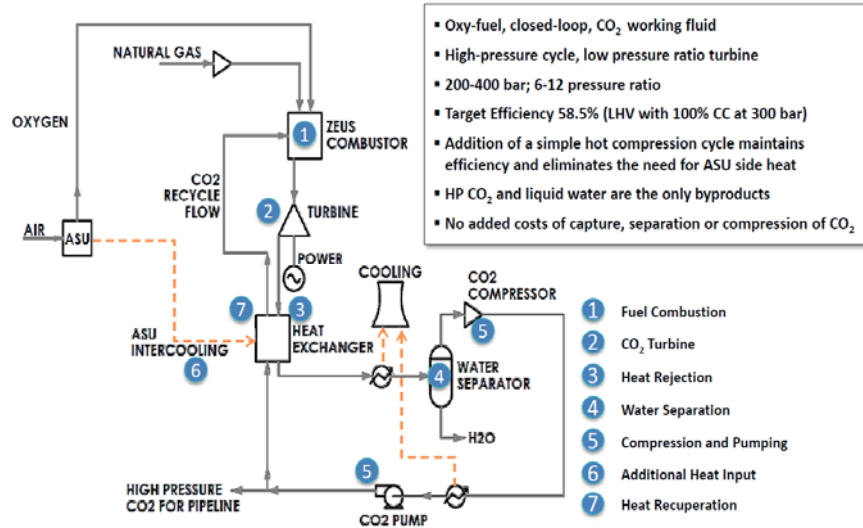 NATURAL GAS
OXYGEN
1
ZEUS
COMBUSTOR
CO2
RECYCLE
FLOW
2
TURBINE
AIR
ASU
POWER
COOLING
CO2
COMPRESSOR
7
3
5
HEAT
EXCHANGER
ASU
INTERCOOLING
6
4
WATER
SEPARATOR
H2O
5
HIGH PRESSURE
CO2 FOR PIPELINE
CO2 PUMP
▪ Oxy-fuel, closed-loop, CO₂ working fluid
▪ High-pressure cycle, low pressure ratio turbine
▪ 200-400 bar; 6-12 pressure ratio
▪ Target Efficiency 58.5% (LHV with 100% CC at 300 bar)
▪ Addition of a simple hot compression cycle maintains
efficiency and eliminates the need for ASU side heat
▪ HP CO₂ and liquid water are the only byproducts
▪ No added costs of capture, separation or compression of CO₂
1 Fuel Combustion
2 CO₂ Turbine
3 Heat Rejection
4 Water Separation
5 Compression and Pumping
6 Additional Heat Input
7 Heat Recuperation